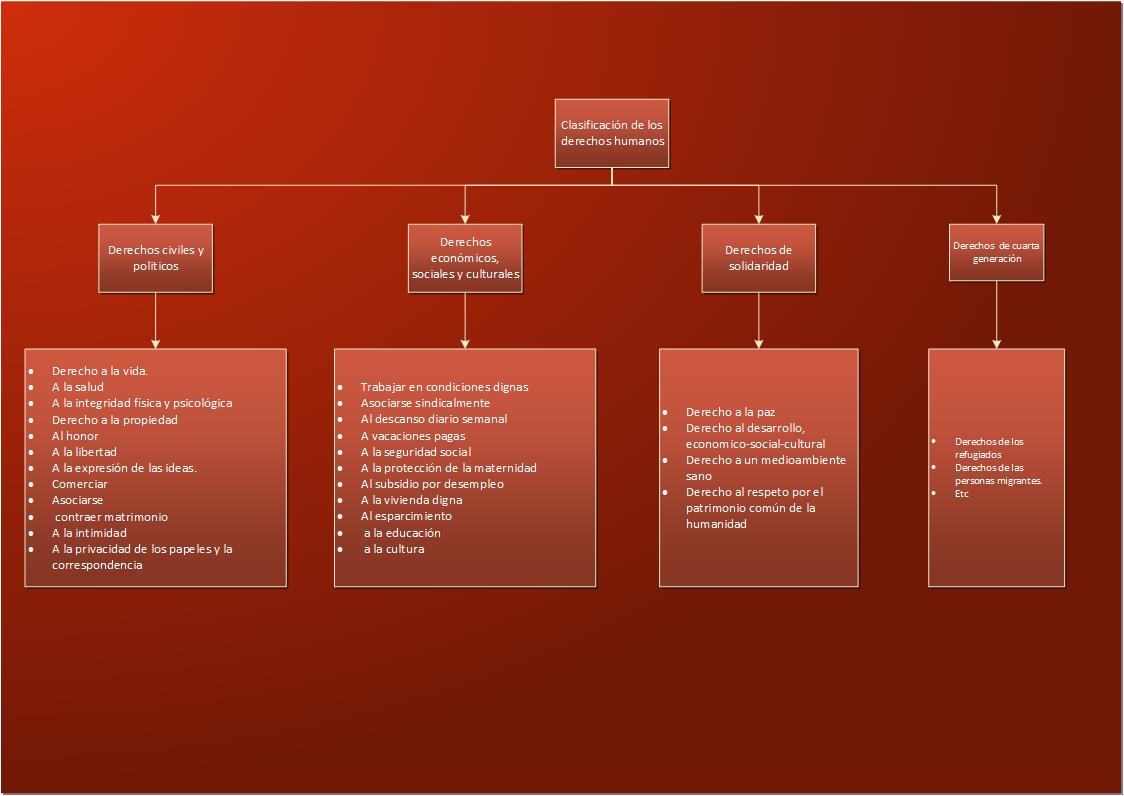 Clasificación de los
derechos humanos
Derechos civiles y
politicos
Derechos
económicos,
sociales y culturales
Derechos de
solidaridad
Derechos de cuarta
generación
• Derecho a la vida.
• A la salud
• A la integridad física y psicológica
• Derecho a la propiedad
• Al honor
• A la libertad
• A la expresión de las ideas.
• Comerciar
• Asociarse
• contraer matrimonio
• A la intimidad
• A la privacidad de los papeles y la
correspondencia
• Trabajar en condiciones dignas
• Asociarse sindicalmente
• Al descanso diario semanal
• A vacaciones pagas
• A la seguridad social
• A la protección de la maternidad
• Al subsidio por desempleo
• A la vivienda digna
• Al esparcimiento
• a la educación
• a la cultura
• Derecho a la paz
• Derecho al desarrollo,
economico-social-cultural
• Derecho a un medioambiente
sano
• Derecho al respeto por el
patrimonio común de la
humanidad
• Derechos de los
refugiados
• Derechos de las
personas migrantes.
• Etc